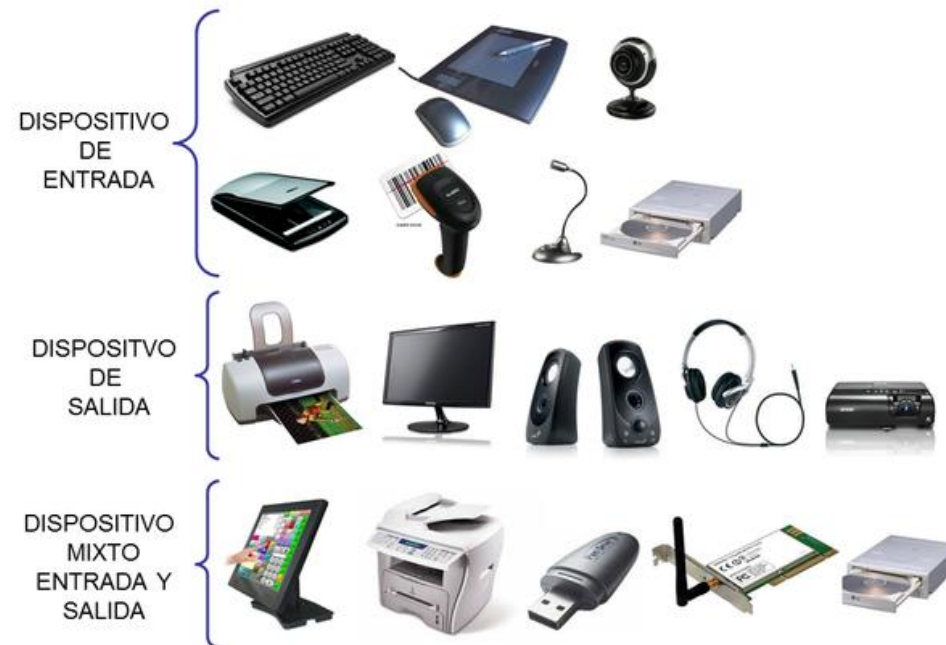 DISPOSITIVO
DE
ENTRADA
DISPOSITVO
DE
SALIDA
DISPOSITIVO
MIXTO
ENTRADA Y
SALIDA